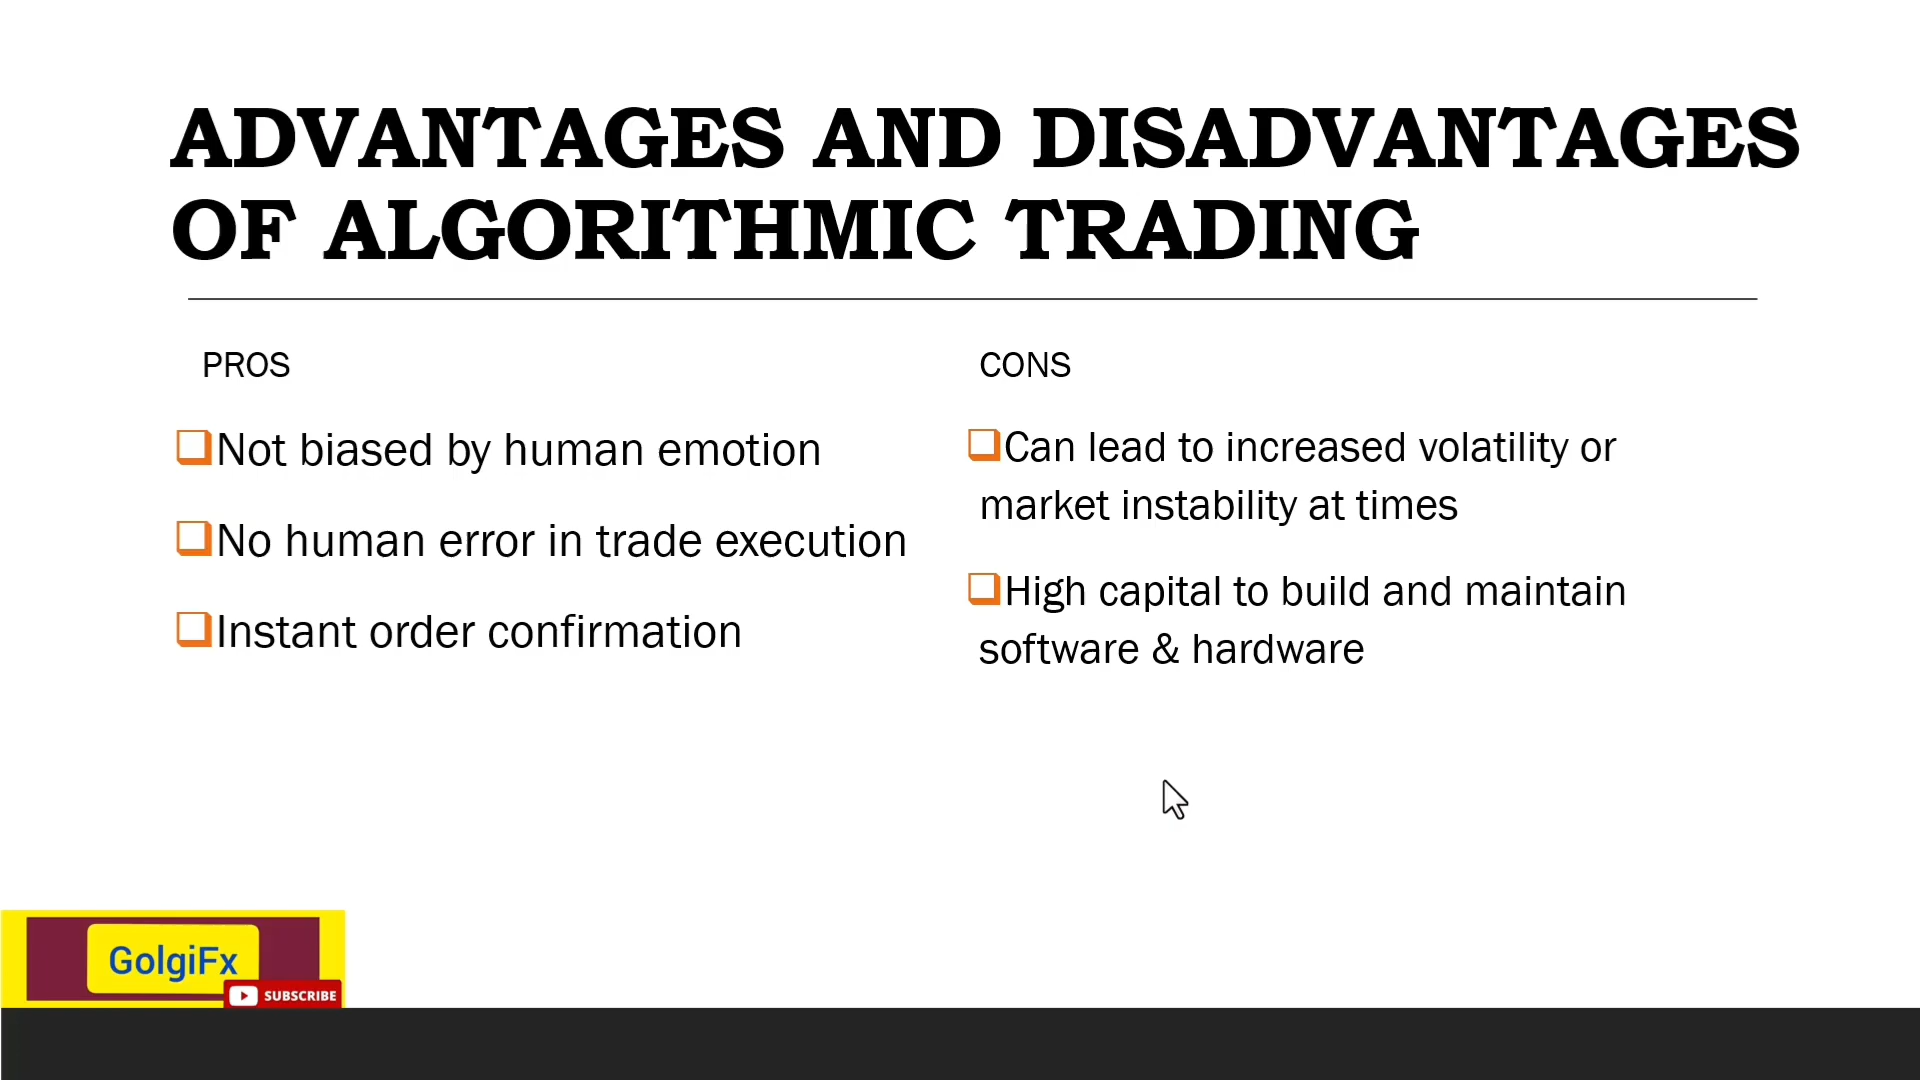 ADVANTAGES AND DISADVANTAGES
OF ALGORITHMIC TRADING
PROS
Not biased by human emotion
No human error in trade execution
Instant order confirmation
CONS
Can lead to increased volatility or
market instability at times
High capital to build and maintain
software & hardware
GolgiFx
SUBSCRIBE